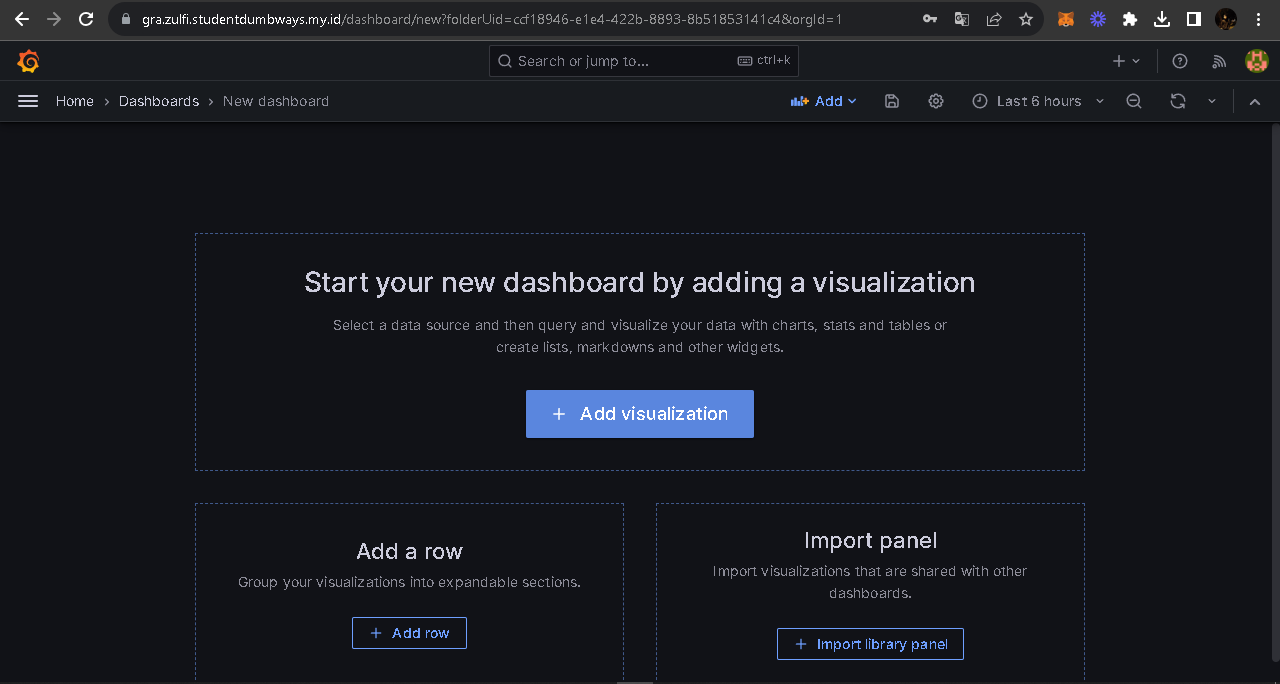 gra.zulfi.studentdumbways.my.id/dashboard/new?folderUid=ccf18946-e1e4-422b-8893-8b51853141c4&orgId=1
Search or jump to... ctrl+k
Home › Dashboards › New dashboard Add Last 6 hours
Start your new dashboard by adding a visualization
Select a data source and then query and visualize your data with charts, stats and tables or
create lists, markdowns and other widgets.
+ Add visualization
Add a row
Group your visualizations into expandable sections.
+ Add row
Import panel
Import visualizations that are shared with other
dashboards.
+ Import library panel